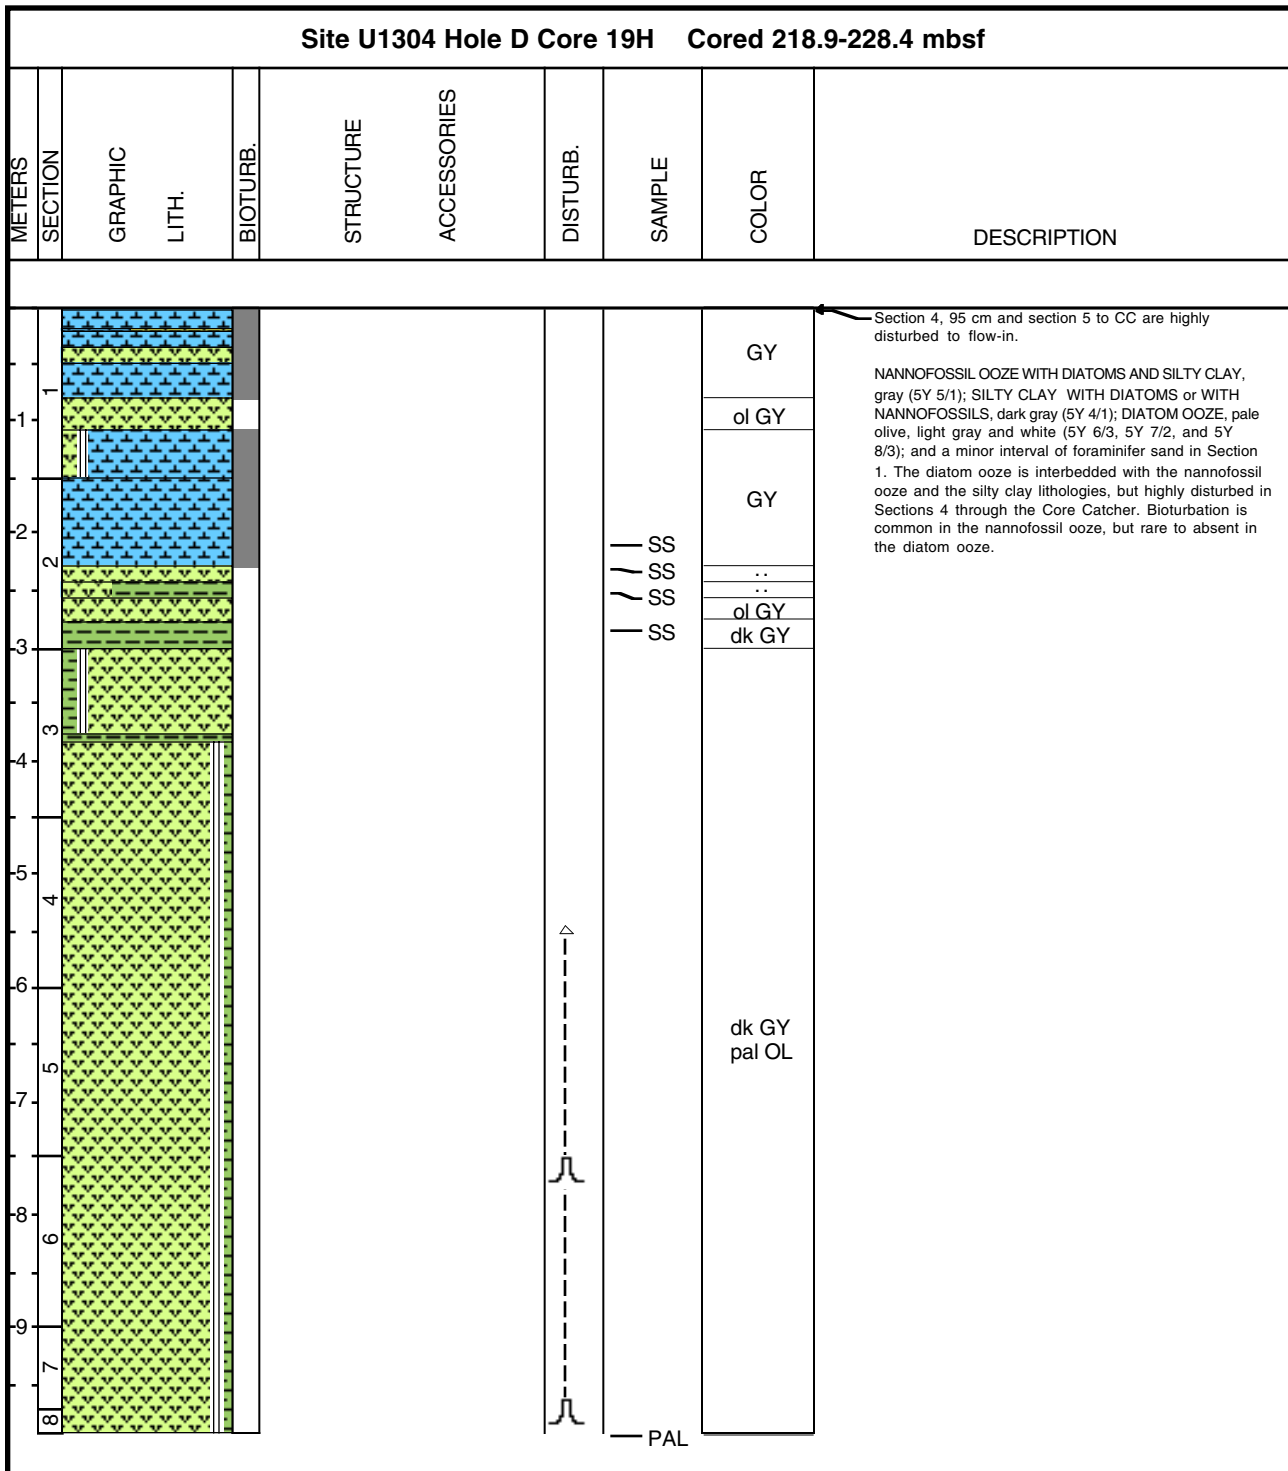 Site U1304 Hole D Core 19H Cored 218.9-228.4 mbsf
METERS
SECTION
GRAPHIC
LITH.
BIOTURB.
STRUCTURE
ACCESSORIES
DISTURB.
SAMPLE
COLOR
DESCRIPTION
Section 4, 95 cm and section 5 to CC are highly
disturbed to flow-in.
NANNOFOSSIL OOZE WITH DIATOMS AND SILTY CLAY,
gray (5Y 5/1); SILTY CLAY WITH DIATOMS or WITH
NANNOFOSSILS, dark gray (5Y 4/1); DIATOM OOZE, pale
olive, light gray and white (5Y 6/3, 5Y 7/2, and 5Y
8/3); and a minor interval of foraminifer sand in Section
1. The diatom ooze is interbedded with the nannofossil
ooze and the silty clay lithologies, but highly disturbed in
Sections 4 through the Core Catcher. Bioturbation is
common in the nannofossil ooze, but rare to absent in
the diatom ooze.
1
2
3
4
5
6
7
8
9
1
2
3
4
5
6
7
8
SS
SS
SS
SS
PAL
GY
ol GY
GY
: :
: :
ol GY
dk GY
dk GY
pal OL